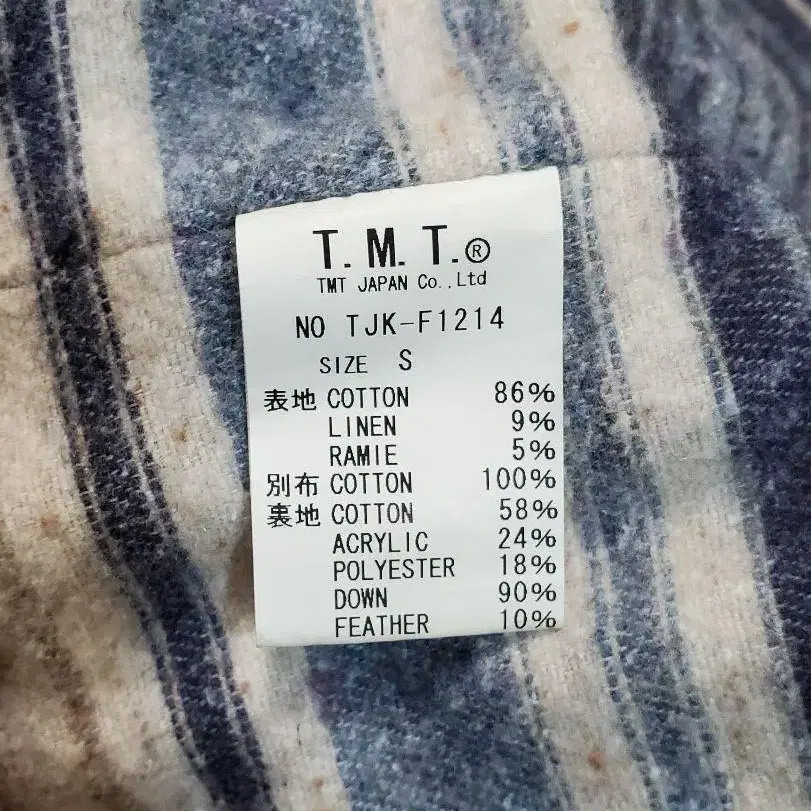 T.M.T.®
TMT JAPAN Co.,Ltd
NO TJK-F1214
SIZE S
表地 COTTON 86%
LINEN 9%
RAMIE 5%
別布 COTTON 100%
裏地 COTTON 58%
ACRYLIC 24%
POLYESTER 18%
DOWN 90%
FEATHER 10%